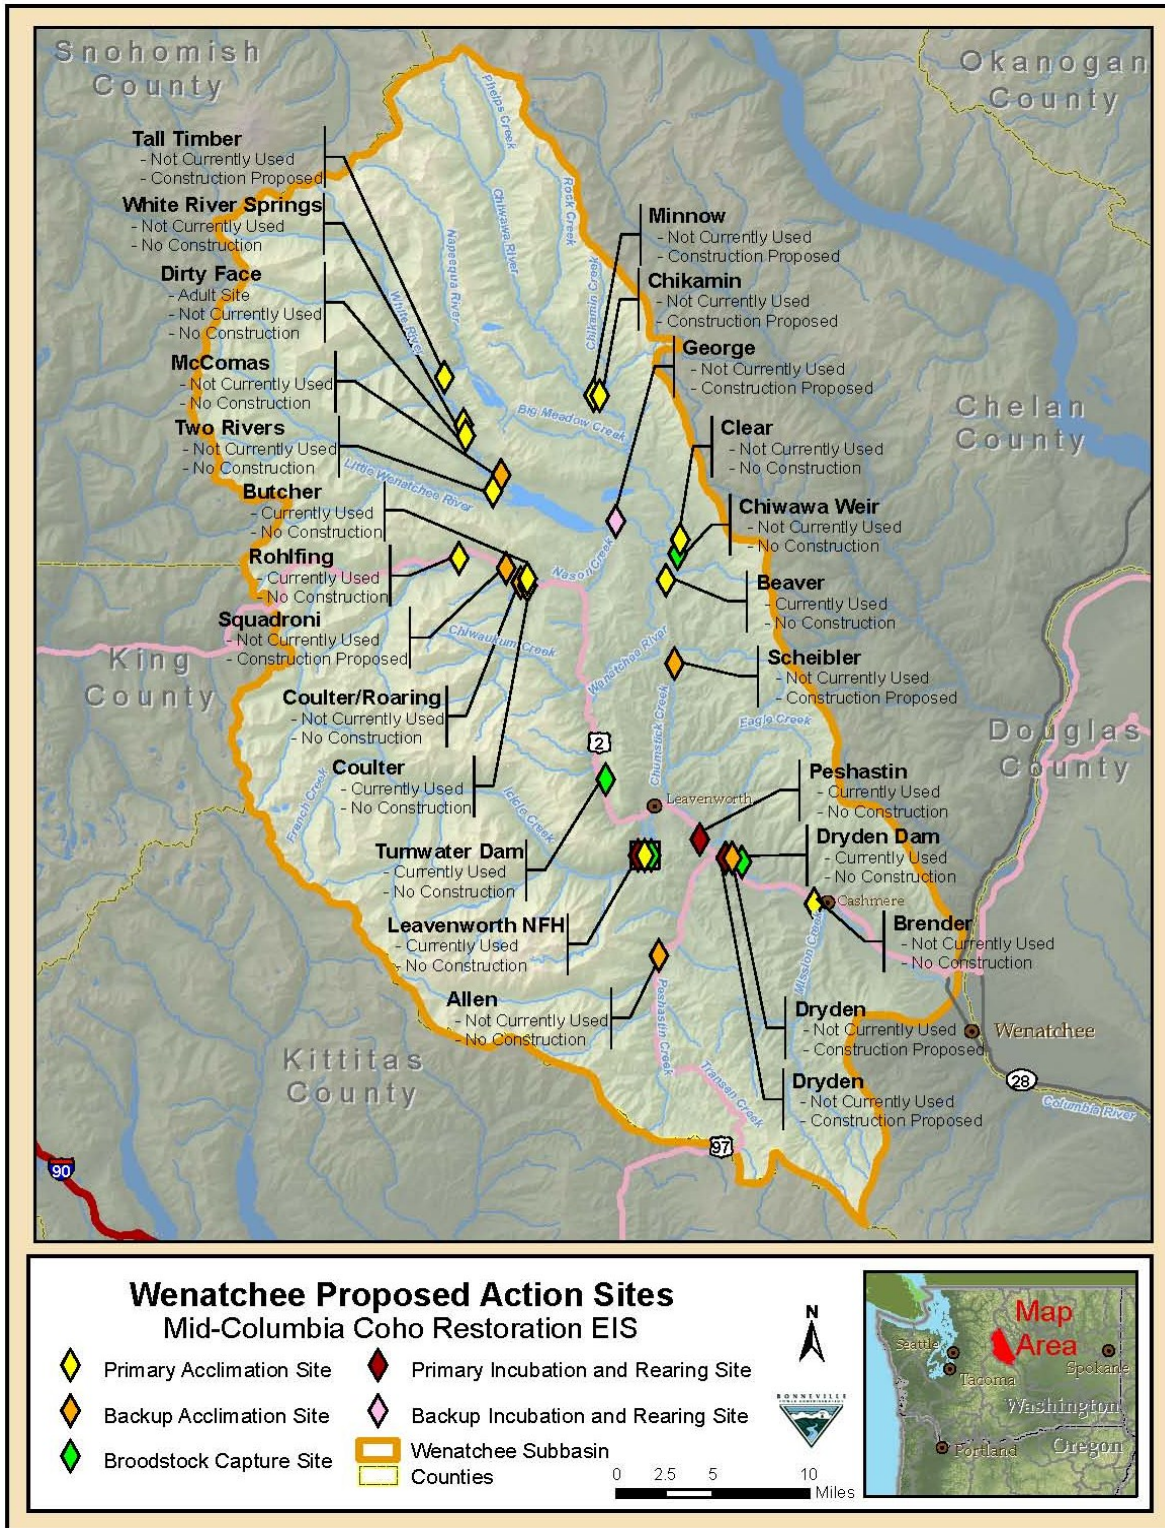 Snohomish
County
Okanogan
County
Phelps Creek
Tall Timber
- Not Currently Used
- Construction Proposed
Rock Creek
Chiwawa River
White River Springs
- Not Currently Used
- No Construction
Napeequa River
Minnow
- Not Currently Used
- Construction Proposed
Chikamin Creek
Dirty Face
- Adult Site
- Not Currently Used
- No Construction
White River
Chikamin
- Not Currently Used
- Construction Proposed
McComas
- Not Currently Used
- No Construction
George
- Not Currently Used
- Construction Proposed
Chelan
County
Big Meadow Creek
Two Rivers
- Not Currently Used
- No Construction
Clear
- Not Currently Used
- No Construction
Little Wenatchee River
Butcher
- Currently Used
- No Construction
Chiwawa Weir
- Not Currently Used
- No Construction
Rohlfing
- Currently Used
- No Construction
Nason Creek
Beaver
- Currently Used
- No Construction
Squadroni
- Not Currently Used
- Construction Proposed
Chiwaukum Creek
Wenatchee River
King
County
Scheibler
- Not Currently Used
- Construction Proposed
Coulter/Roaring
- Not Currently Used
- No Construction
Chumstick Creek
Eagle Creek
Douglas
County
2
Coulter
- Currently Used
- No Construction
French Creek
Icicle Creek
Leavenworth
Peshastin
- Currently Used
- No Construction
Tumwater Dam
- Currently Used
- No Construction
Dryden Dam
- Currently Used
- No Construction
Cashmere
Leavenworth NFH
- Currently Used
- No Construction
Brender
- Not Currently Used
- No Construction
Mission Creek
Allen
- Not Currently Used
- No Construction
Peshastin Creek
Dryden
- Not Currently Used
- Construction Proposed
Wenatchee
Kittitas
County
Transen Creek
Dryden
- Not Currently Used
- Construction Proposed
28
Columbia River
97
90
Wenatchee Proposed Action Sites
Mid-Columbia Coho Restoration EIS
Primary Acclimation Site
Backup Acclimation Site
Broodstock Capture Site
Primary Incubation and Rearing Site
Backup Incubation and Rearing Site
Wenatchee Subbasin
Counties
N
BONNEVILLE
POWER ADMINISTRATION
0 2.5 5 10
Miles
Map
Area
Seattle
Tacoma
Spokane
Washington
Portland
Oregon